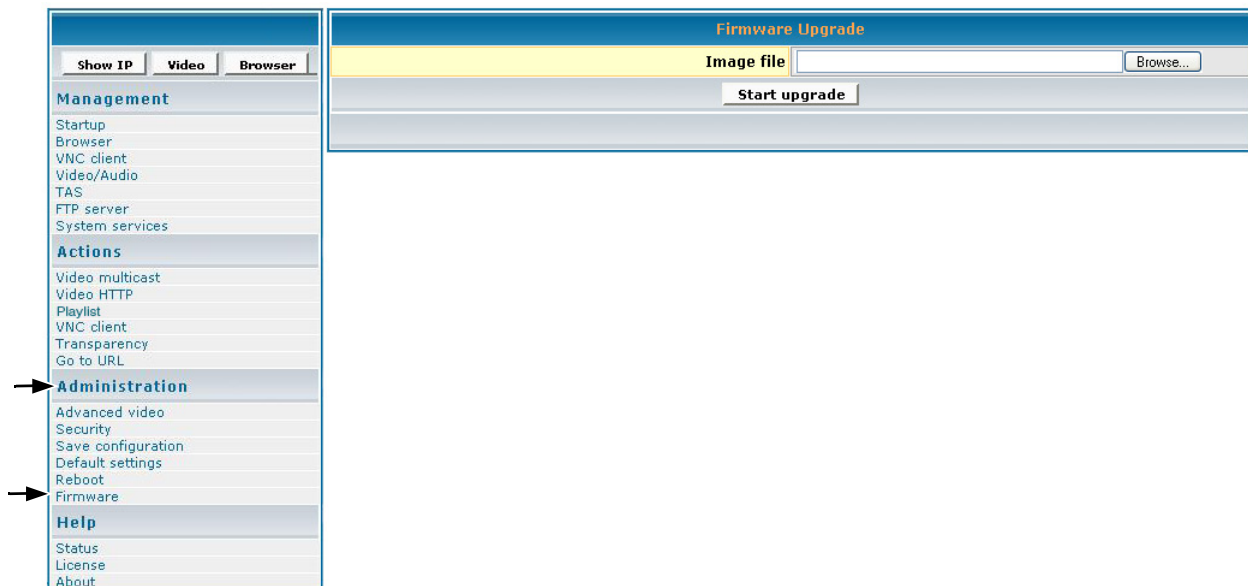 Show IP Video Browser
Management
Startup
Browser
VNC client
Video/Audio
TAS
FTP server
System services
Actions
Video multicast
Video HTTP
Playlist
VNC client
Transparency
Go to URL
Administration
Advanced video
Security
Save configuration
Default settings
Reboot
Firmware
Help
Status
License
About
Firmware Upgrade
Image file Browse...
Start upgrade